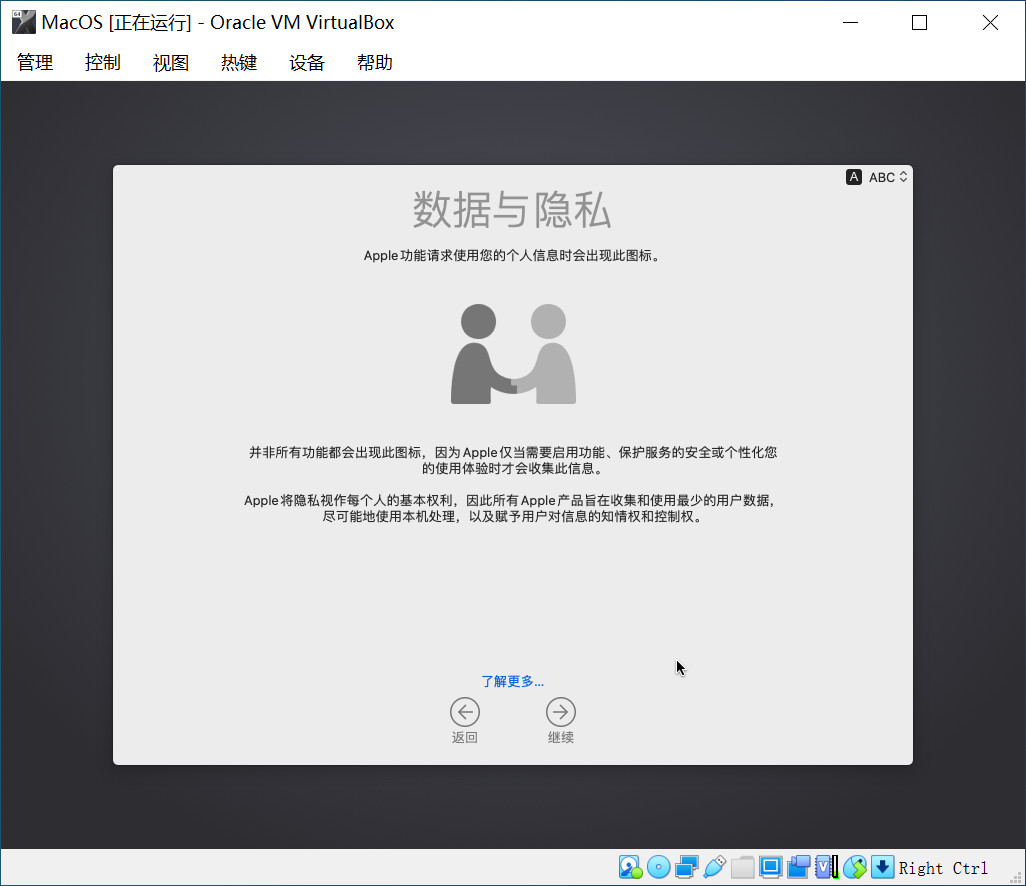 MacOS [正在运行] - Oracle VM VirtualBox
管理 控制 视图 热键 设备 帮助
A ABC
数据与隐私
Apple功能请求使用您的个人信息时会出现此图标。
并非所有功能都会出现此图标，因为Apple仅当需要启用功能、保护服务的安全或个性化您
的使用体验时才会收集此信息。
Apple将隐私视作每个人的基本权利，因此所有Apple产品旨在收集和使用最少的用户数据，
尽可能地使用本机处理，以及赋予用户对信息的知情权和控制权。
了解更多...
返回 继续
Right Ctrl